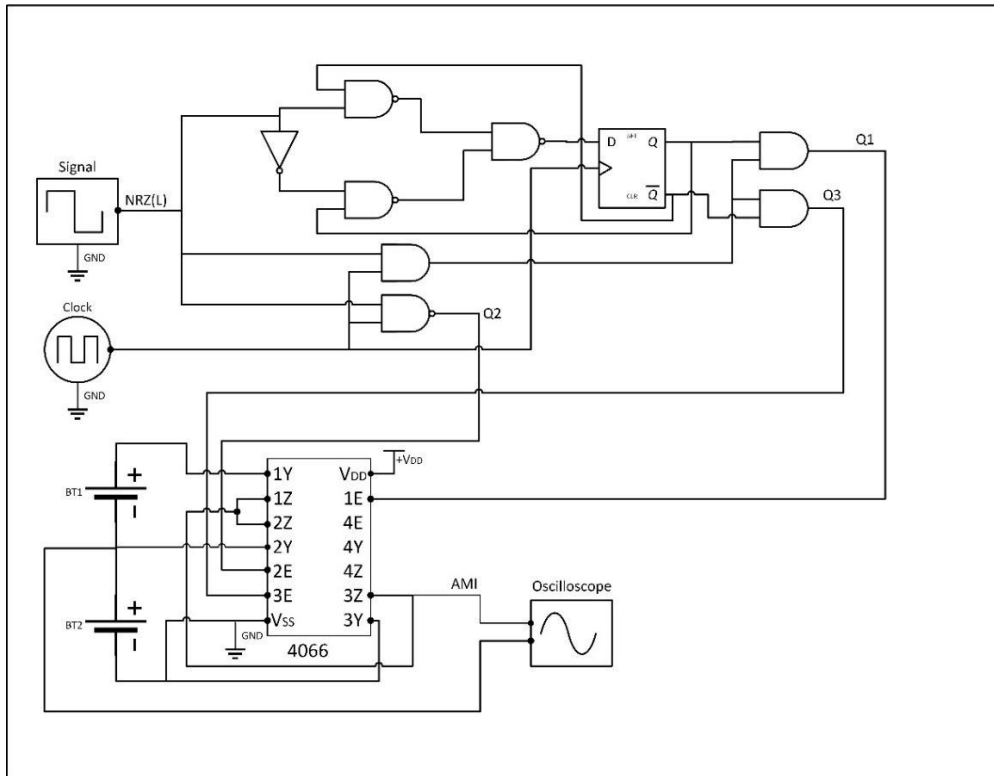 Signal
NRZ(L)
GND
Clock
GND
D
Q
CLR
Q
Q1
Q3
Q2
BT1
+
-
BT2
+
-
1Y
1Z
2Z
2Y
2E
3E
VSS
VDD
1E
4E
4Y
4Z
3Z
3Y
+VDD
GND
4066
AMI
Oscilloscope